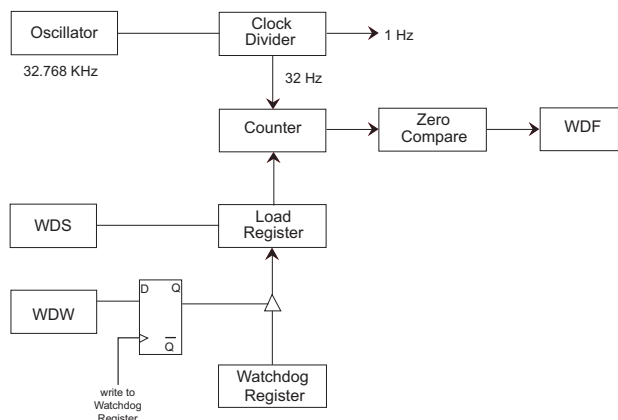 Oscillator
Clock
Divider
1 Hz
32.768 KHz
32 Hz
Counter
Zero
Compare
WDF
WDS
Load
Register
WDW
D Q
Q
write to
Watchdog
Register
Watchdog
Register